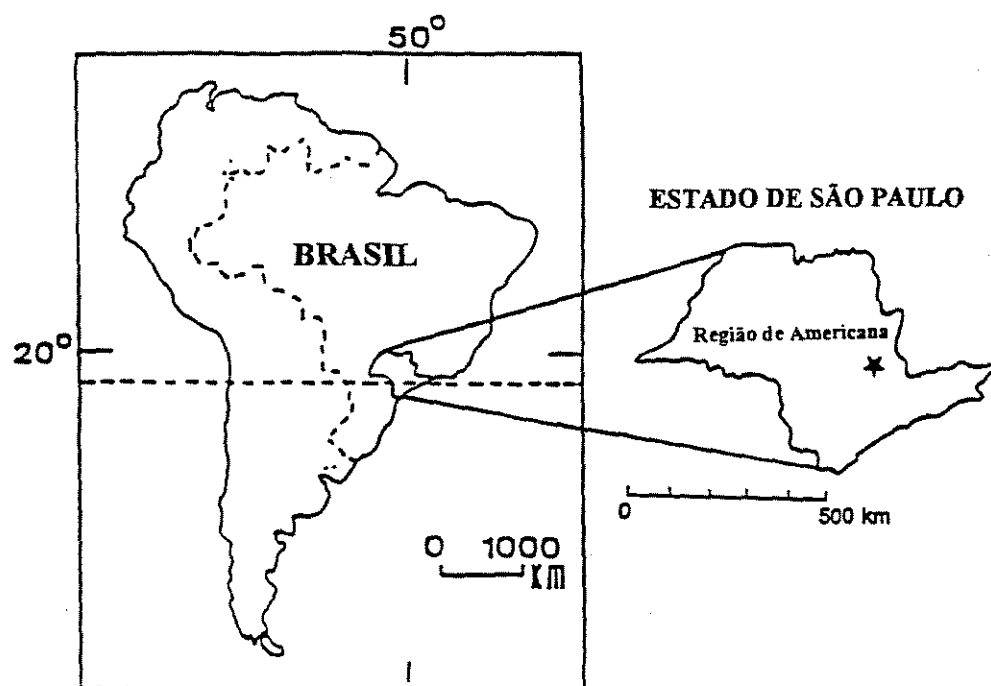 50°
ESTADO DE SÃO PAULO
BRASIL
Região de Americana
20°
0 500 km
0 1000
KM